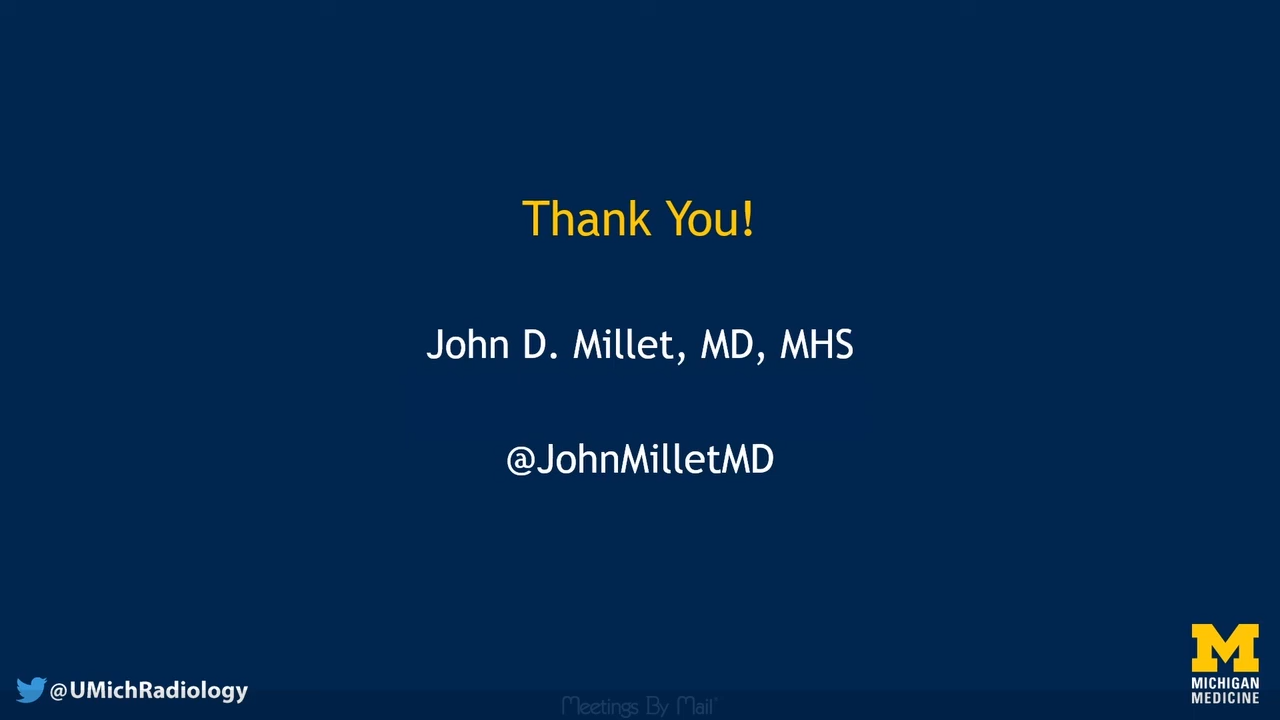 Thank You!
John D. Millet, MD, MHS
@JohnMilletMD
@UMichRadiology
M
MICHIGAN
MEDICINE
Meetings By Mail